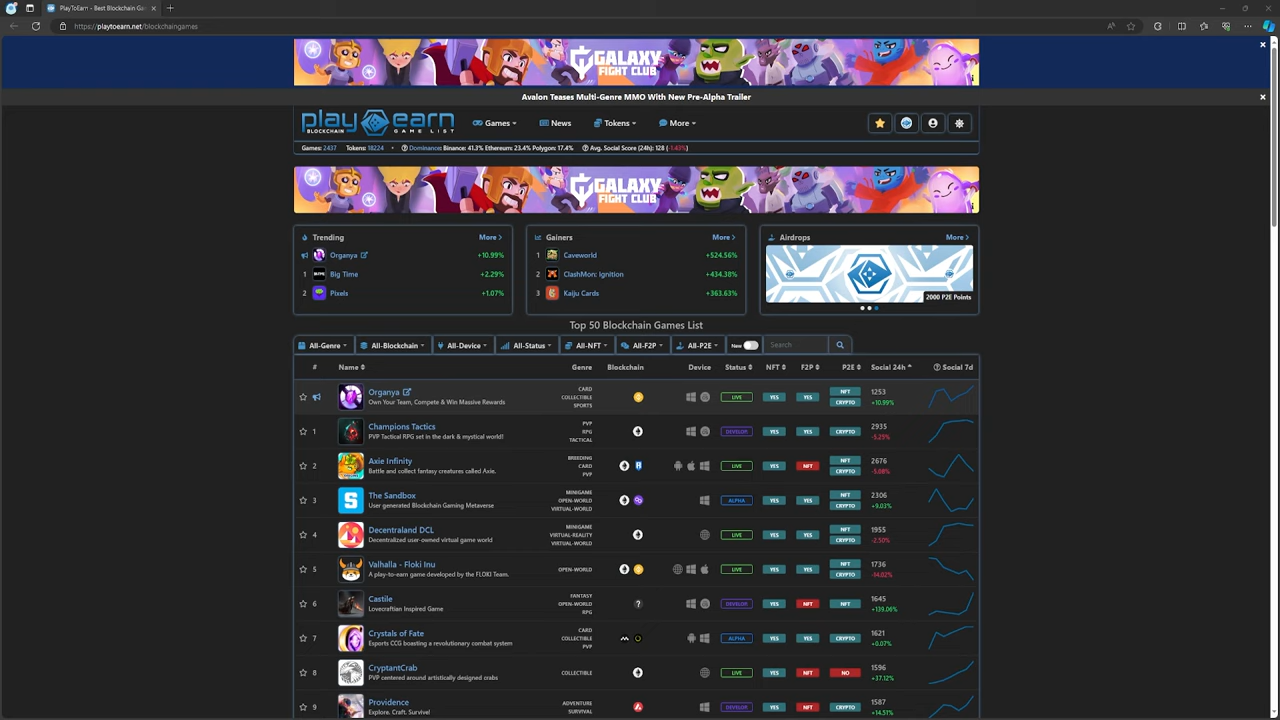 PlayToEarn - Best Blockchain Gam
https://playtoearn.net/blockchaingames
GALAXY FIGHT CLUB
Avalon Teases Multi-Genre MMO With New Pre-Alpha Trailer
play earn
BLOCKCHAIN GAME LIST
Games News Tokens More
Games: 2437 Tokens: 18224 • Dominance: Binance: 41.3% Ethereum: 23.4% Polygon: 17.4% Avg. Social Score (24h): 128 (-1.43%)
GALAXY FIGHT CLUB
Trending More >
Organya +10.99%
1 Big Time +2.29%
2 Pixels +1.07%
Gainers More >
1 Caveworld +524.56%
2 ClashMon: Ignition +434.38%
3 Kaiju Cards +363.63%
Airdrops More >
2000 P2E Points
Top 50 Blockchain Games List
All-Genre All-Blockchain All-Device All-Status All-NFT All-F2P All-P2E New Search
# Name Genre Blockchain Device Status NFT F2P P2E Social 24h Social 7d
Organya CARD COLLECTIBLE SPORTS LIVE YES YES NFT CRYPTO 1253 +10.99%
Own Your Team, Compete & Win Massive Rewards
1 Champions Tactics PVP RPG TACTICAL DEVELOP YES YES CRYPTO 2935 -5.23%
PVP Tactical RPG set in the dark & mystical world!
2 Axie Infinity BREEDING CARD PVP LIVE YES NFT NFT CRYPTO 2676 -5.08%
Battle and collect fantasy creatures called Axie.
3 The Sandbox MINIGAME OPEN-WORLD VIRTUAL-WORLD ALPHA YES YES NFT CRYPTO 2306 +9.03%
User generated Blockchain Gaming Metaverse
4 Decentraland DCL MINIGAME VIRTUAL-REALITY VIRTUAL-WORLD LIVE YES YES NFT CRYPTO 1955 -2.50%
Decentralized user-owned virtual game world
5 Valhalla - Floki Inu OPEN-WORLD LIVE YES YES NFT CRYPTO 1736 -14.02%
A play-to-earn game developed by the FLOKI Team.
6 Castile FANTASY OPEN-WORLD RPG ? DEVELOP YES NFT NFT 1645 +139.06%
Lovecraftian Inspired Game
7 Crystals of Fate CARD COLLECTIBLE PVP ALPHA YES YES CRYPTO 1621 +0.07%
Esports CCG boasting a revolutionary combat system
8 CryptantCrab COLLECTIBLE LIVE YES NFT NO 1596 +37.12%
PVP centered around artistically designed crabs
9 Providence ADVENTURE SURVIVAL DEVELOP YES NFT CRYPTO 1587 +14.51%
Explore. Craft. Survive!